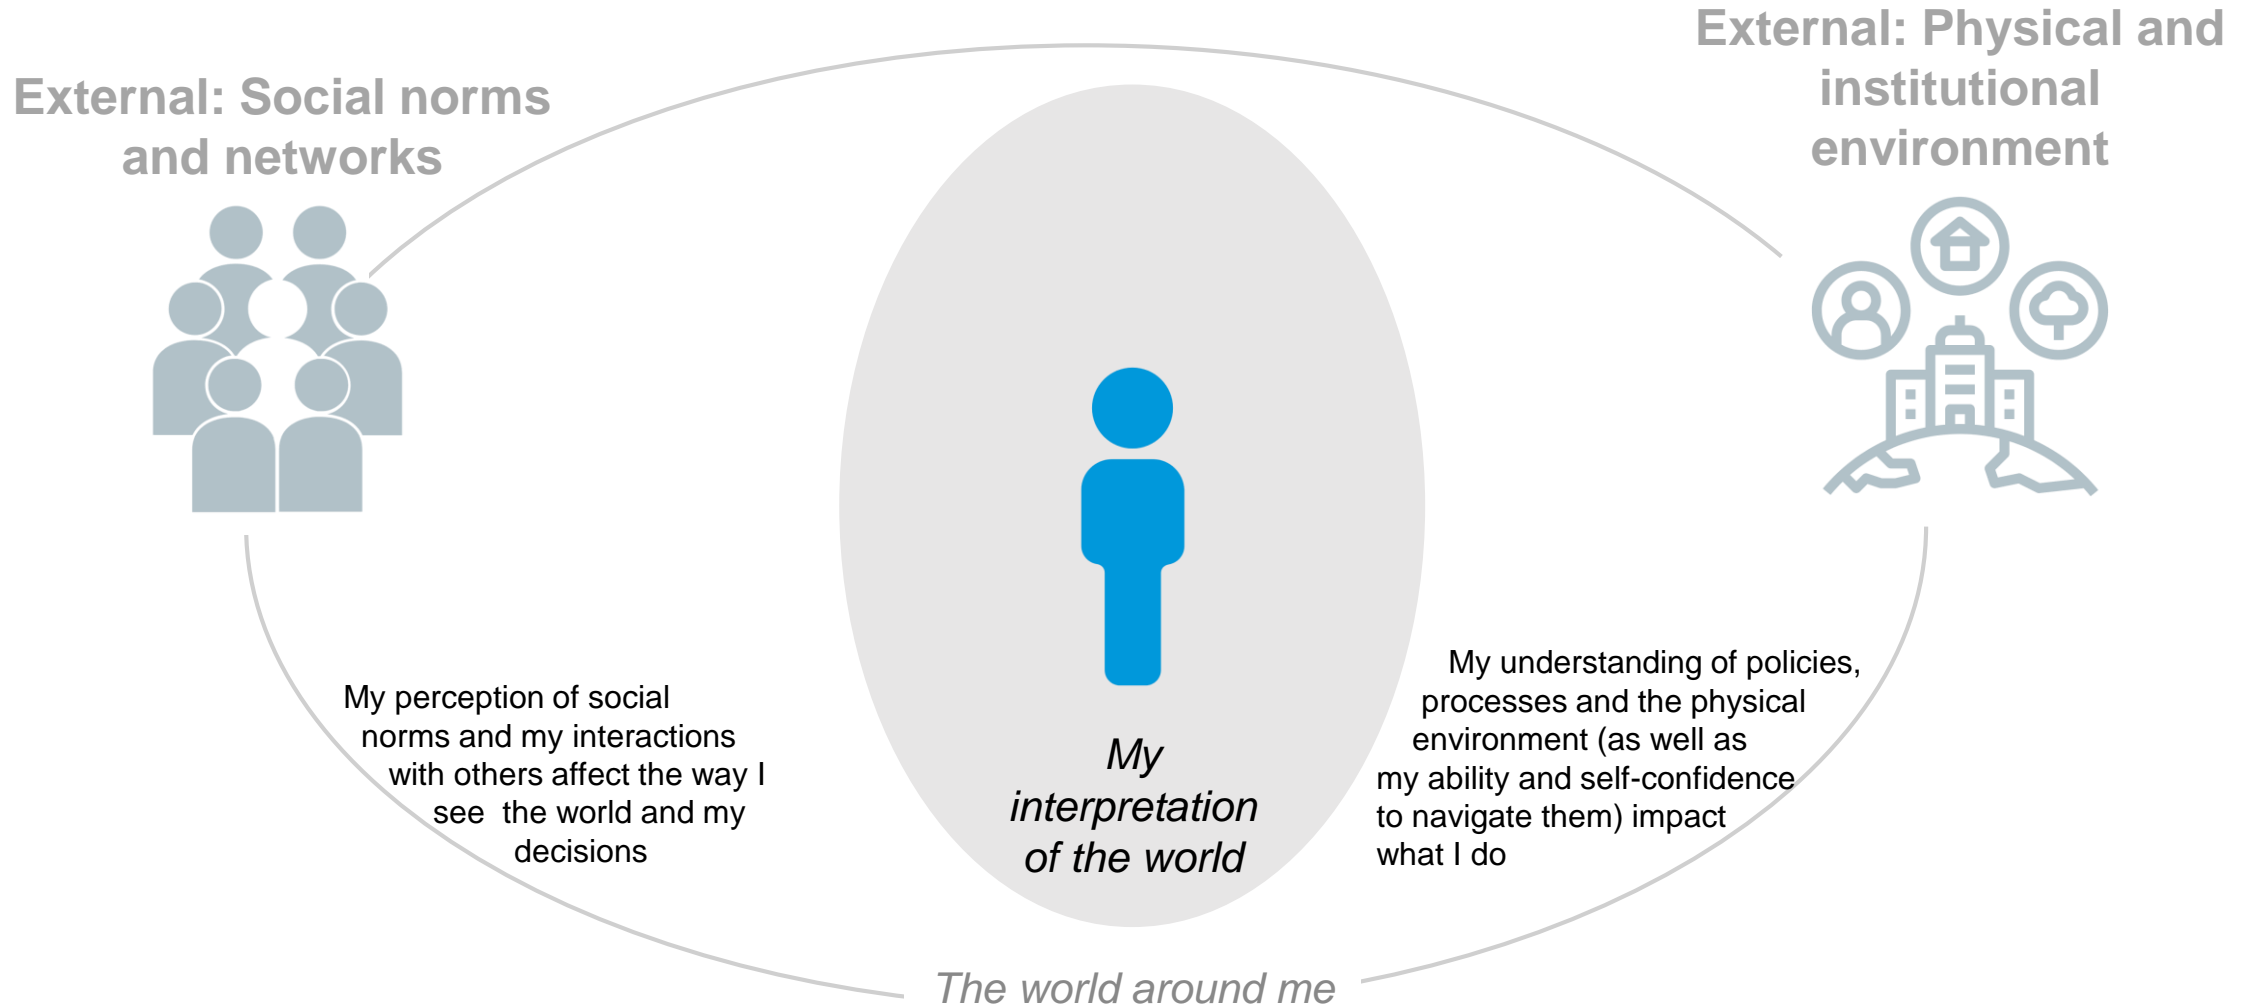 External: Social norms
and networks
External: Physical and
institutional
environment
My perception of social
norms and my interactions
with others affect the way I
see the world and my
decisions
My
interpretation
of the world
My understanding of policies,
processes and the physical
environment (as well as
my ability and self-confidence
to navigate them) impact
what I do
The world around me